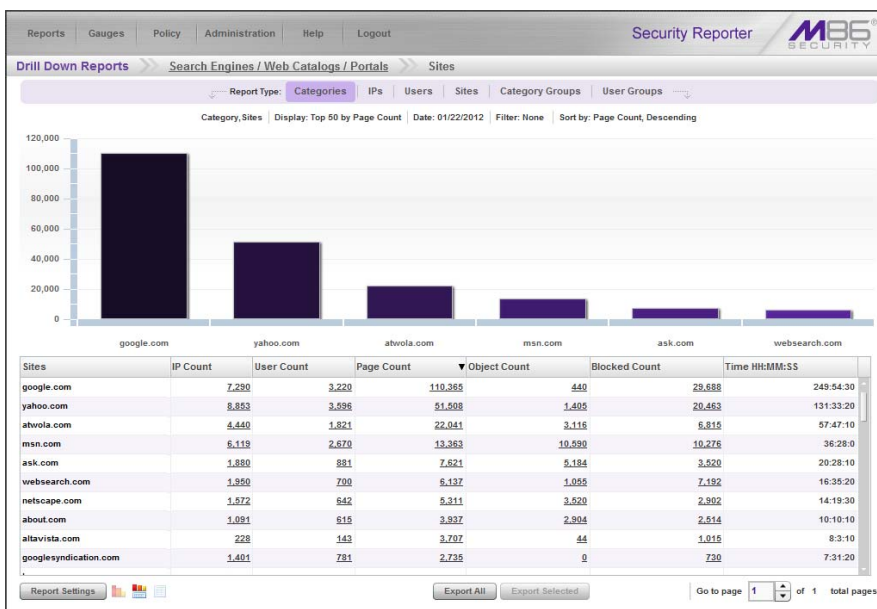 Reports Gauges Policy Administration Help Logout
Security Reporter
M86®
SECURITY
Drill Down Reports Search Engines / Web Catalogs / Portals Sites
Report Type: Categories IPs Users Sites Category Groups User Groups
Category, Sites Display: Top 50 by Page Count Date: 01/22/2012 Filter: None Sort by: Page Count, Descending
120,000
100,000
80,000
60,000
40,000
20,000
0
google.com yahoo.com atwola.com msn.com ask.com websearch.com
Sites IP Count User Count Page Count Object Count Blocked Count Time HH:MM:SS
google.com 7,290 3,220 110,365 440 29,688 249:54:30
yahoo.com 8,853 3,596 51,508 1,405 20,463 131:33:20
atwola.com 4,440 1,821 22,041 3,116 6,815 57:47:10
msn.com 6,119 2,670 13,363 10,590 10,276 36:28:0
ask.com 1,880 881 7,621 5,184 3,520 20:28:10
websearch.com 1,950 700 6,137 1,055 7,192 16:35:20
netscape.com 1,572 642 5,311 3,520 2,902 14:19:30
about.com 1,091 615 3,937 2,904 2,514 10:10:10
altavista.com 228 143 3,707 44 1,015 8:3:10
googlesyndication.com 1,401 781 2,735 0 730 7:31:20
Report Settings Export All Export Selected Go to page 1 of 1 total pages